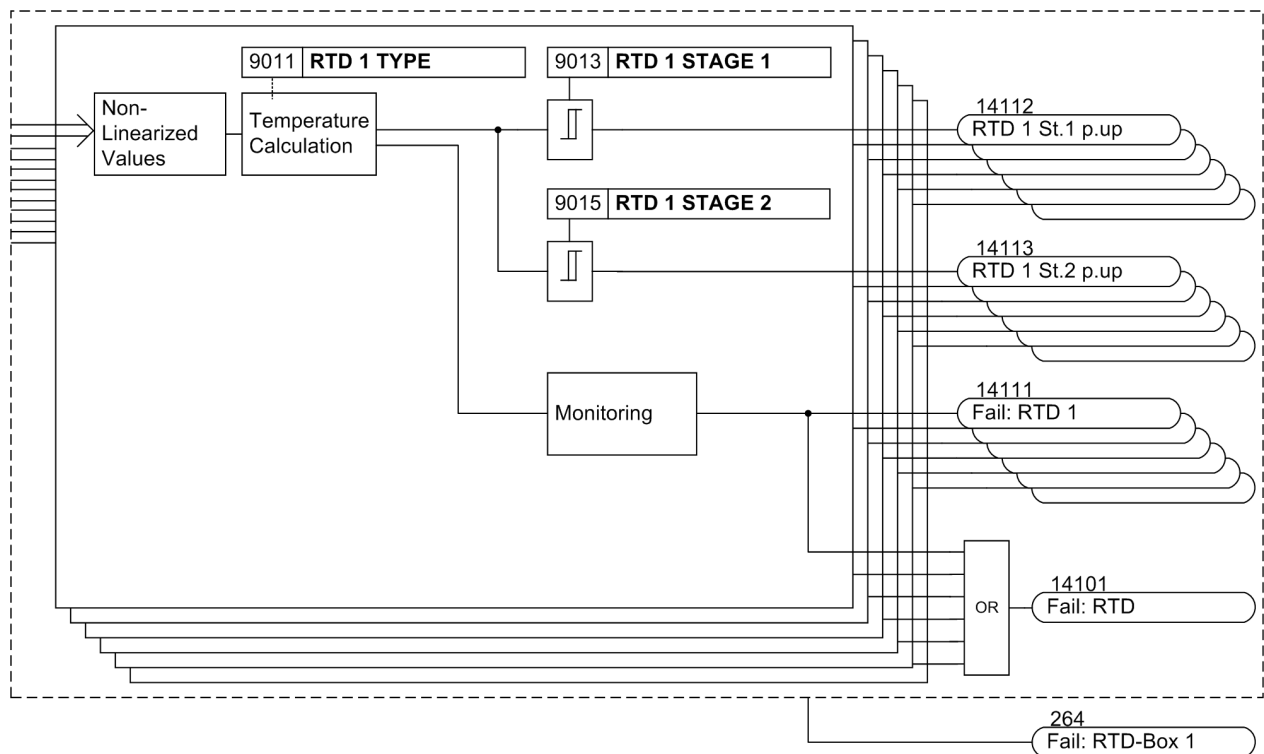 9011 RTD 1 TYPE
9013 RTD 1 STAGE 1
Non-
Linearized
Values
Temperature
Calculation
14112
RTD 1 St.1 p.up
9015 RTD 1 STAGE 2
14113
RTD 1 St.2 p.up
Monitoring
14111
Fail: RTD 1
OR
14101
Fail: RTD
264
Fail: RTD-Box 1